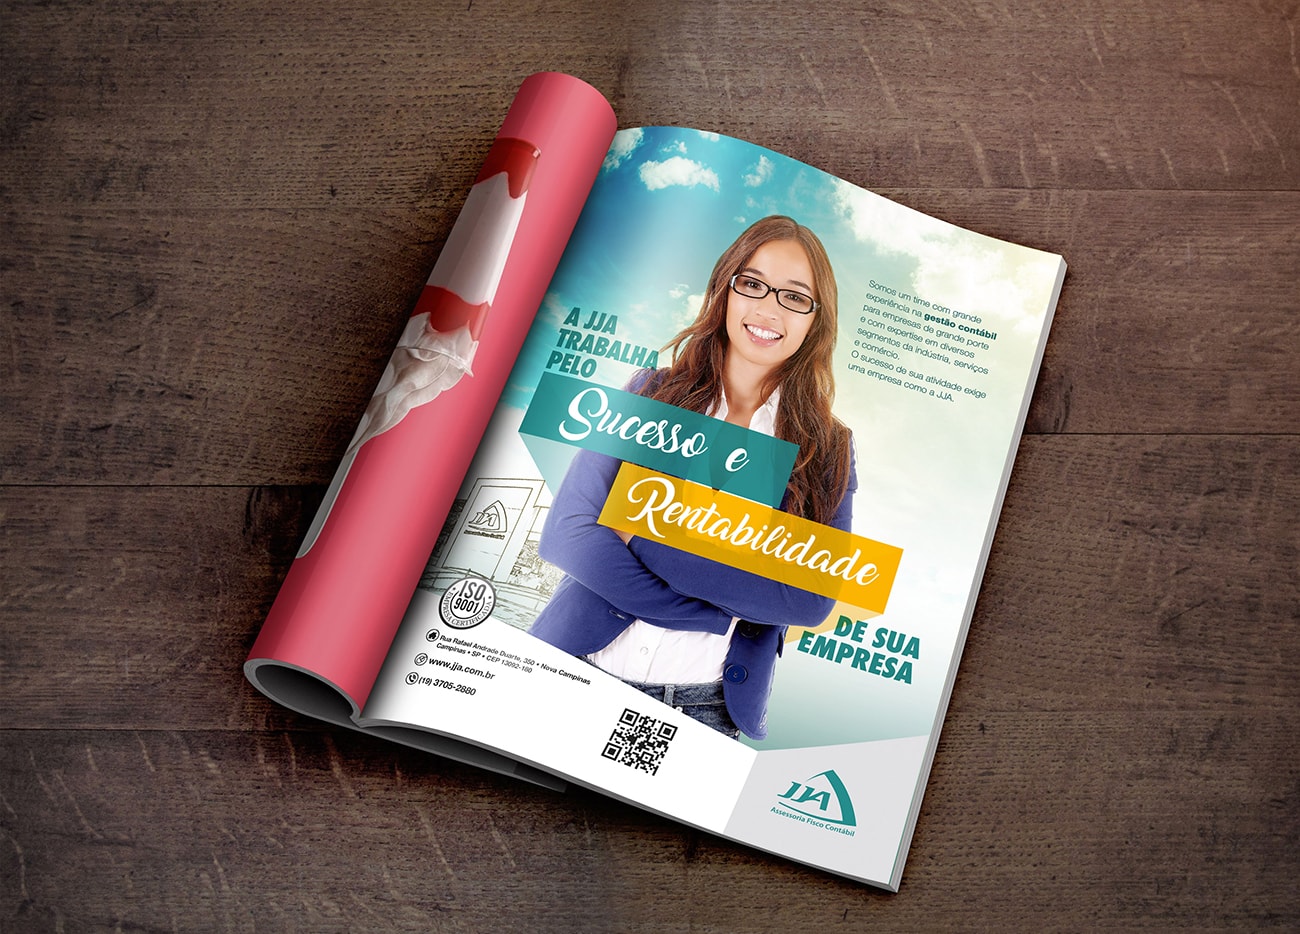 Somos um time com grande
experiência na gestão contábil
para empresas de grande porte
e com expertise em diversos
segmentos da indústria, serviços
e comércio.
O sucesso de sua atividade exige
uma empresa como a JJA.
A JJA
TRABALHA
PELO
Sucesso e
Rentabilidade
DE SUA
EMPRESA
JJA
ISO
9001
EMPRESA CERTIFICADA
Rua Rafael Andrade Duarte, 350 • Nova Campinas
Campinas • SP • CEP 13092-180
www.jja.com.br
(19) 3705-2880
JJA
Assessoria Fisco Contábil